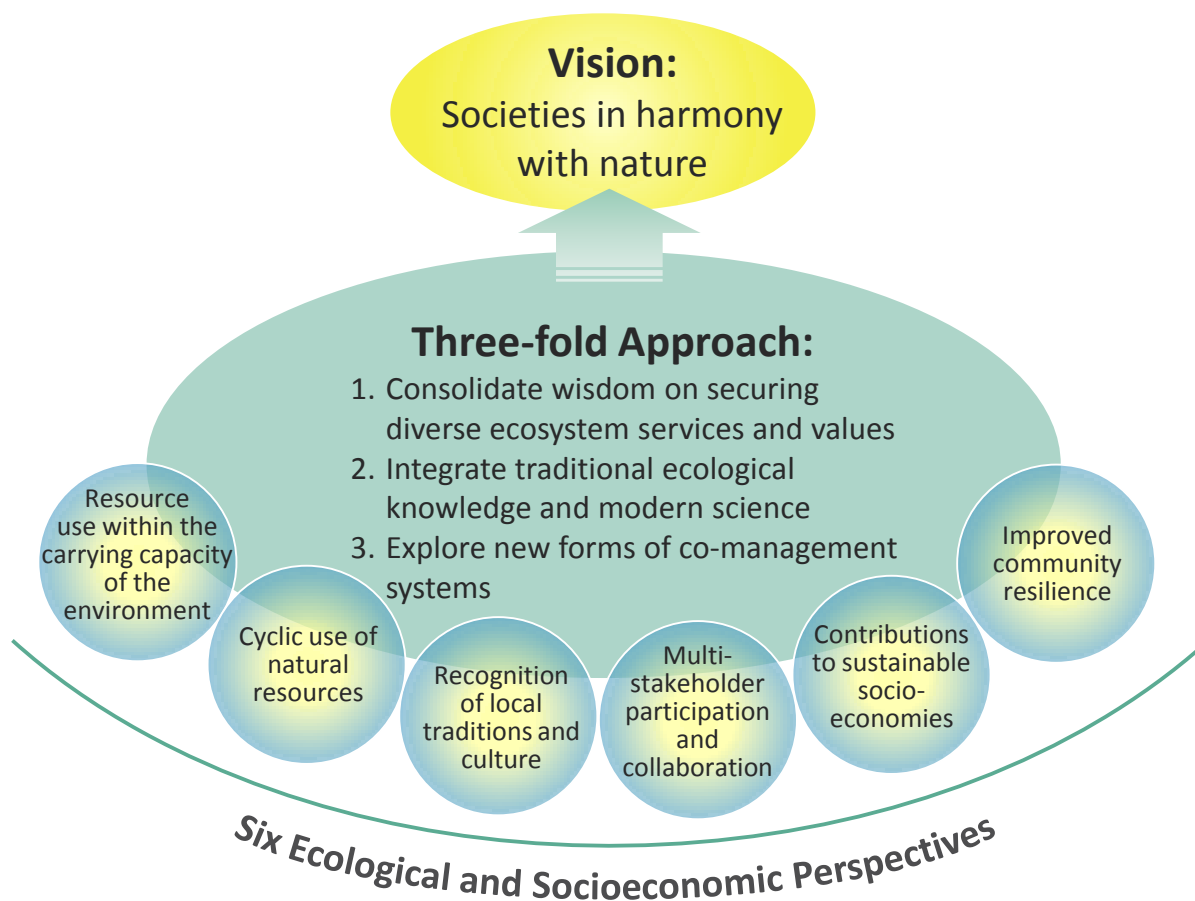 Vision:
Societies in harmony
with nature
Three-fold Approach:
1. Consolidate wisdom on securing
diverse ecosystem services and values
2. Integrate traditional ecological
knowledge and modern science
3. Explore new forms of co-management
systems
Resource
use within the
carrying capacity
of the
environment
Cyclic use of
natural
resources
Recognition
of local
traditions and
culture
Multi-
stakeholder
participation
and
collaboration
Contributions
to sustainable
socio-
economies
Improved
community
resilience
Six Ecological and Socioeconomic Perspectives